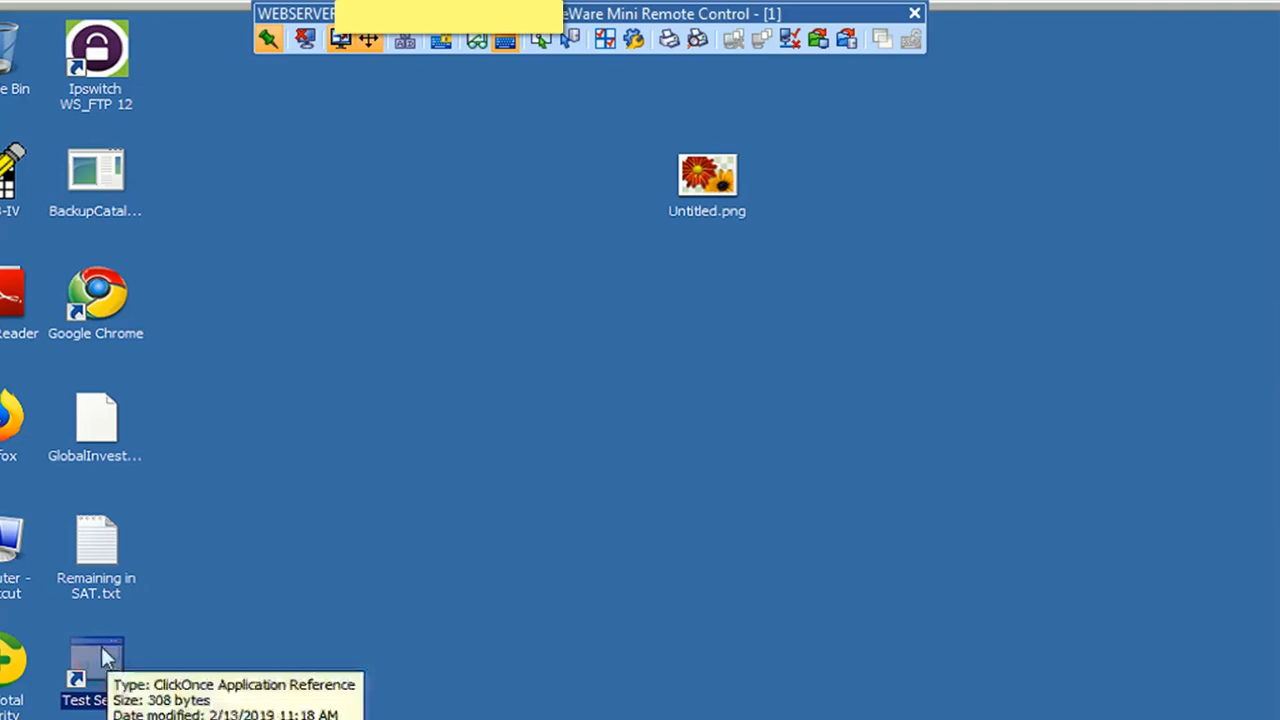 WEBSERVER eWare Mini Remote Control - [1]
Ipswitch
WS_FTP 12
e Bin
BackupCatal...
-IV
Untitled.png
Reader
Google Chrome
fox
GlobalInvest...
uter -
cut
Remaining in
SAT.txt
Type: ClickOnce Application Reference
Test Se
Size: 308 bytes
otal
rity
Date modified: 2/13/2019 11:18 AM